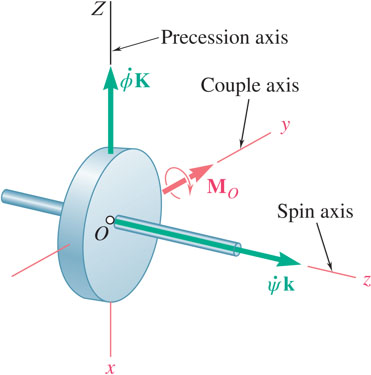 Z
Precession axis
ϕ̇K
Couple axis
y
M_O
Spin axis
O
ψ̇k
z
x